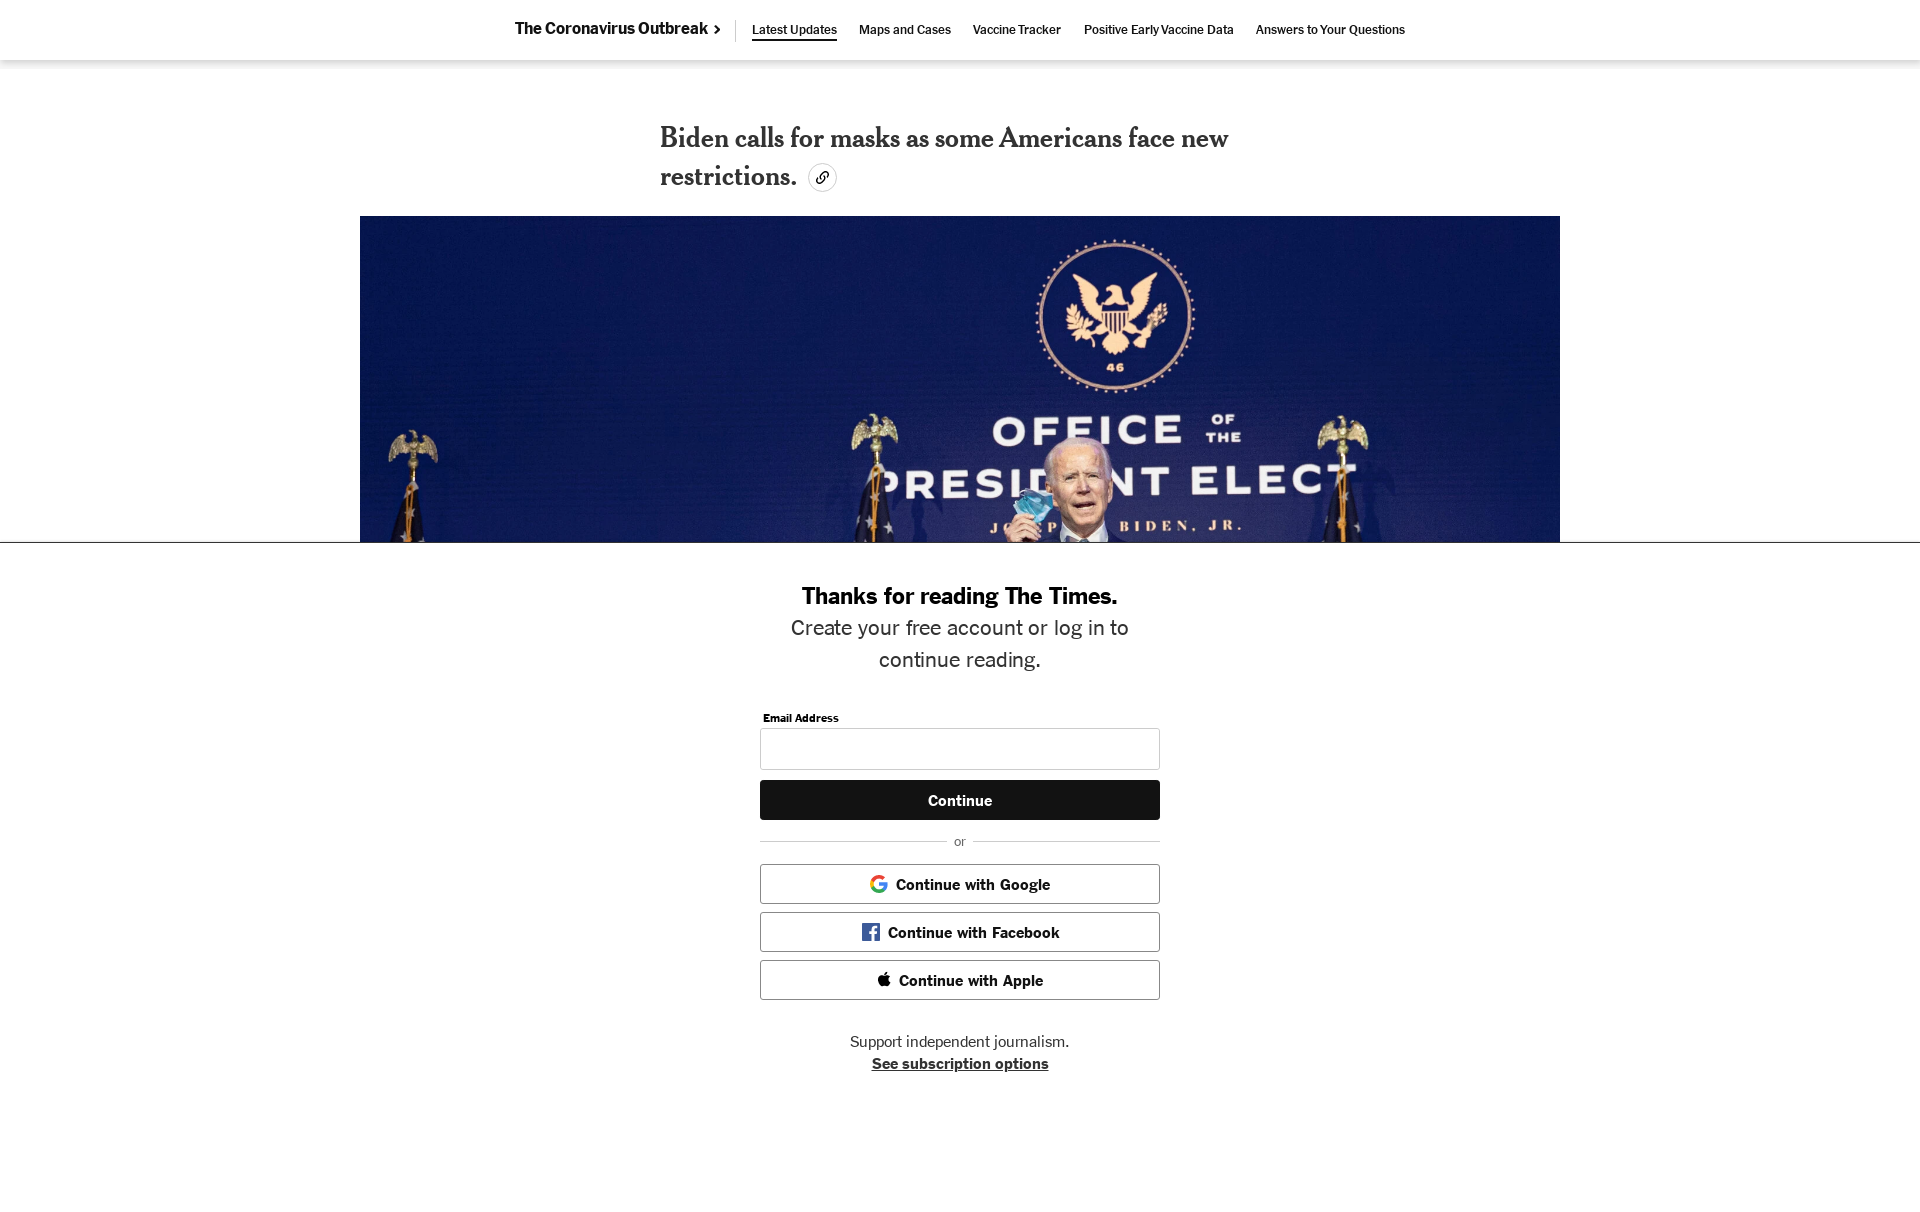 The Coronavirus Outbreak
Latest Updates
Maps and Cases
Vaccine Tracker
Positive Early Vaccine Data
Answers to Your Questions
Biden calls for masks as some Americans face new
restrictions.
46
OFFICE OF THE
PRESIDENT ELECT
BIDEN, JR.
Thanks for reading The Times.
Create your free account or log in to
continue reading.
Email Address
Continue
or
Continue with Google
Continue with Facebook
Continue with Apple
Support independent journalism.
See subscription options